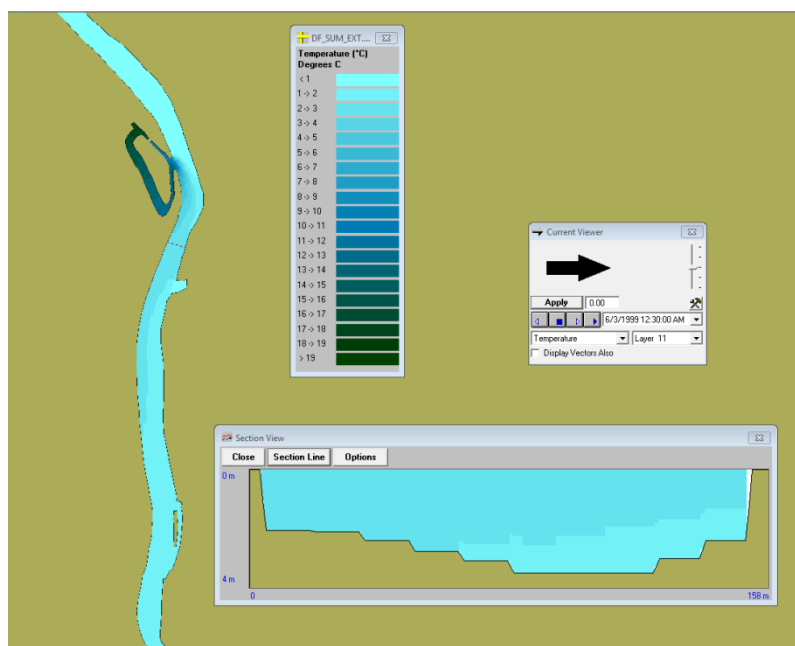 DF_SUM_EXT....
Temperature (°C)
Degrees C
< 1
1 -> 2
2 -> 3
3 -> 4
4 -> 5
5 -> 6
6 -> 7
7 -> 8
8 -> 9
9 -> 10
10 -> 11
11 -> 12
12 -> 13
13 -> 14
14 -> 15
15 -> 16
16 -> 17
17 -> 18
18 -> 19
> 19
Current Viewer
Apply 0.00
6/3/1999 12:30:00 AM
Temperature Layer 11
Display Vectors Also
Section View
Close Section Line Options
0 m
4 m
0 158 m